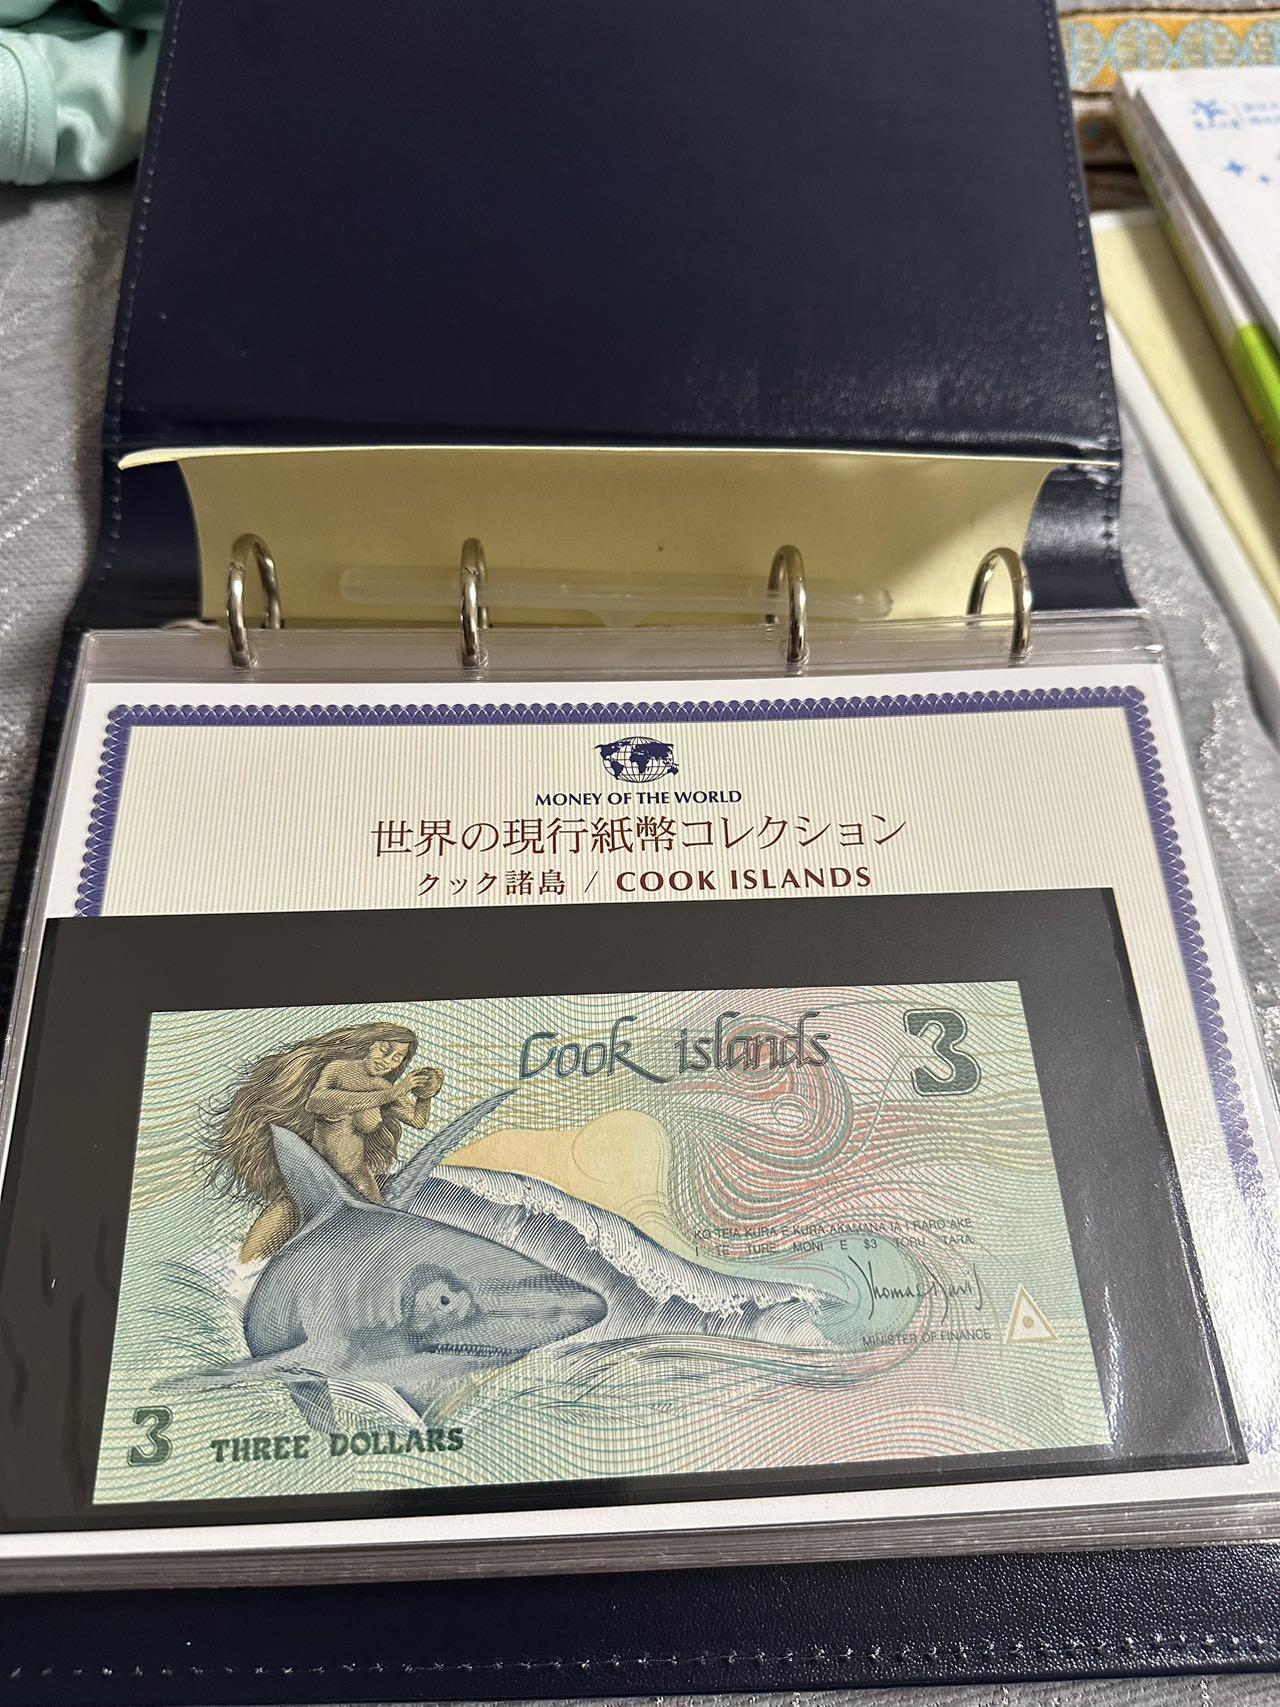 MONEY OF THE WORLD
世界の現行紙幣コレクション
クック諸島 / COOK ISLANDS
Cook islands
3
KO TEIA KURA E KURA AKAMANA IA I RARO AKE
I TE TURE MONI E $3 TORU TARA
Thomas Davis
MINISTER OF FINANCE
3 THREE DOLLARS